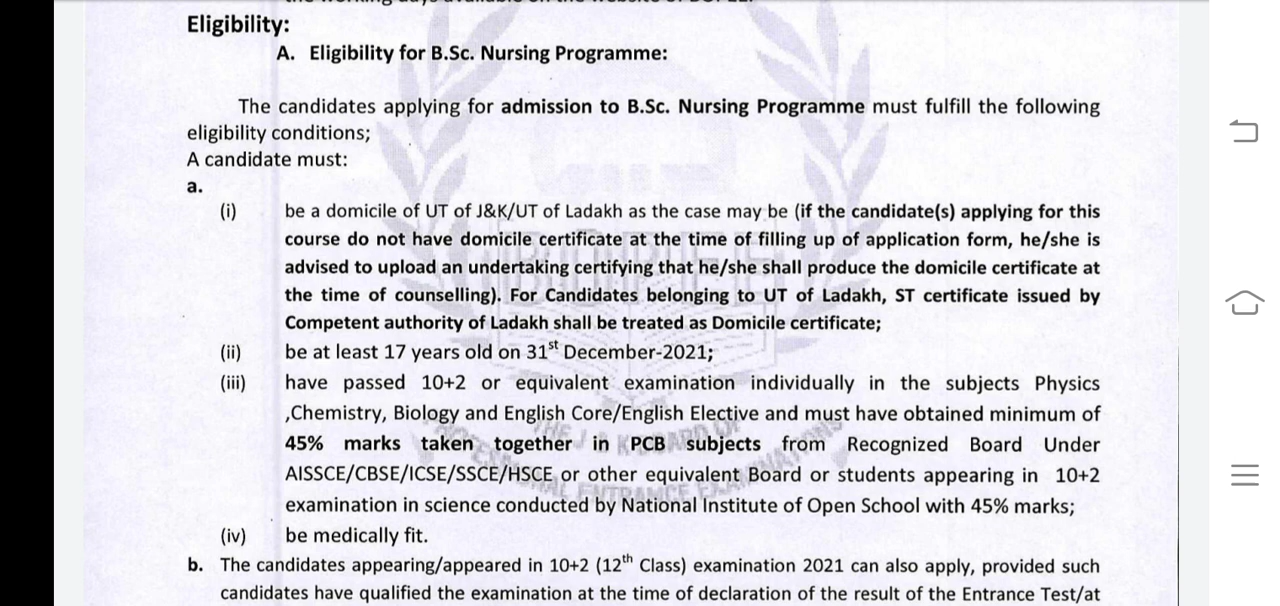 Eligibility:
A. Eligibility for B.Sc. Nursing Programme:
The candidates applying for admission to B.Sc. Nursing Programme must fulfill the following
eligibility conditions;
A candidate must:
a.
(i) be a domicile of UT of J&K/UT of Ladakh as the case may be (if the candidate(s) applying for this
course do not have domicile certificate at the time of filling up of application form, he/she is
advised to upload an undertaking certifying that he/she shall produce the domicile certificate at
the time of counselling). For Candidates belonging to UT of Ladakh, ST certificate issued by
Competent authority of Ladakh shall be treated as Domicile certificate;
(ii) be at least 17 years old on 31st December-2021;
(iii) have passed 10+2 or equivalent examination individually in the subjects Physics
,Chemistry, Biology and English Core/English Elective and must have obtained minimum of
45% marks taken together in PCB subjects from Recognized Board Under
AISSCE/CBSE/ICSE/SSCE/HSCE or other equivalent Board or students appearing in 10+2
examination in science conducted by National Institute of Open School with 45% marks;
(iv) be medically fit.
b. The candidates appearing/appeared in 10+2 (12th Class) examination 2021 can also apply, provided such
candidates have qualified the examination at the time of declaration of the result of the Entrance Test/at